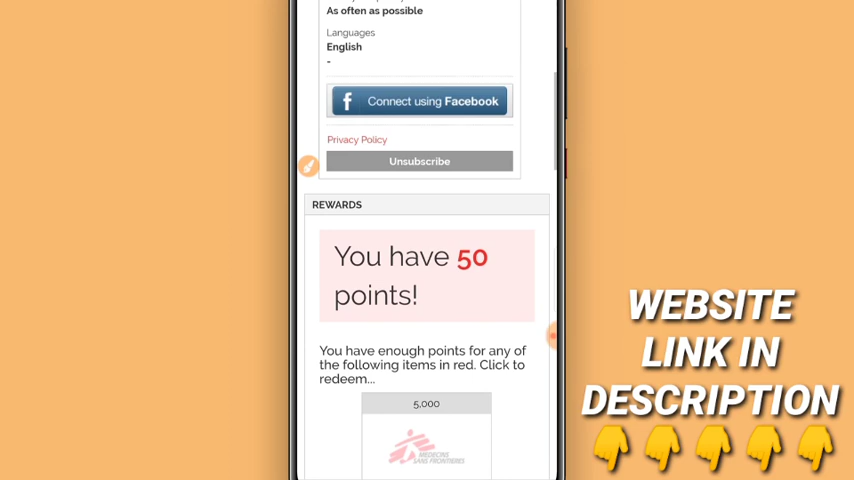 As often as possible
Languages
English
-
f Connect using Facebook
Privacy Policy
Unsubscribe
REWARDS
You have 50
points!
You have enough points for any of
the following items in red. Click to
redeem...
5,000
MEDECINS
SANS FRONTIERES
WEBSITE
LINK IN
DESCRIPTION